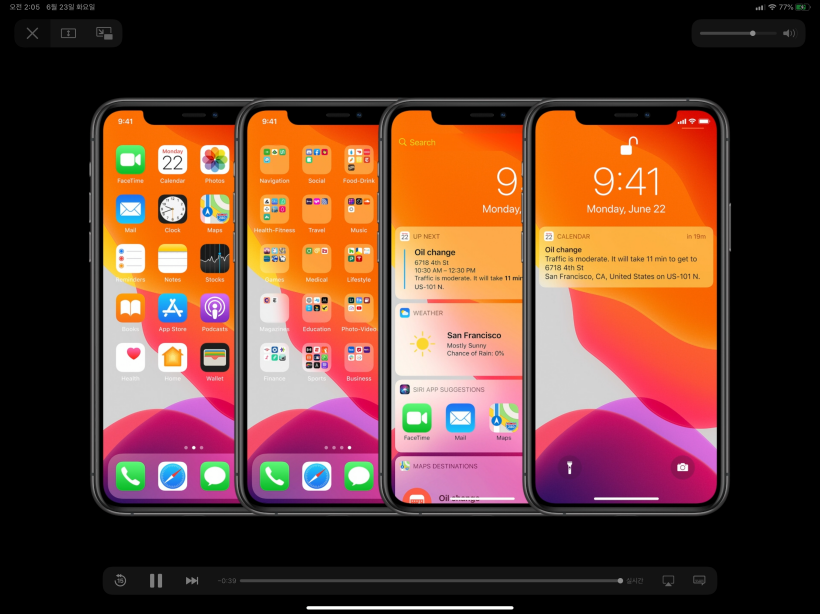 오전 2:05 6월 23일 화요일
77%
9:41
Monday
22
FaceTime Calendar Photos
Mail Clock Maps
Reminders Notes Stocks
Books App Store Podcasts
Health Home Wallet
9:41
Navigation Social Food-Drink
Health-Fitness Travel Music
Games Medical Lifestyle
Magazines Education Photo-Video
Finance Sports Business
Search
9
Monday,
22 UP NEXT
Oil change
6718 4th St
10:30 AM – 12:30 PM
Traffic is moderate. It will take 11 min
US-101 N.
WEATHER
San Francisco
Mostly Sunny
Chance of Rain: 0%
SIRI APP SUGGESTIONS
FaceTime Mail Maps
MAPS DESTINATIONS
Oil change
9:41
Monday, June 22
22 CALENDAR in 19m
Oil change
Traffic is moderate. It will take 11 min to get to
6718 4th St
San Francisco, CA, United States on US-101 N.
15 -0:39 실시간